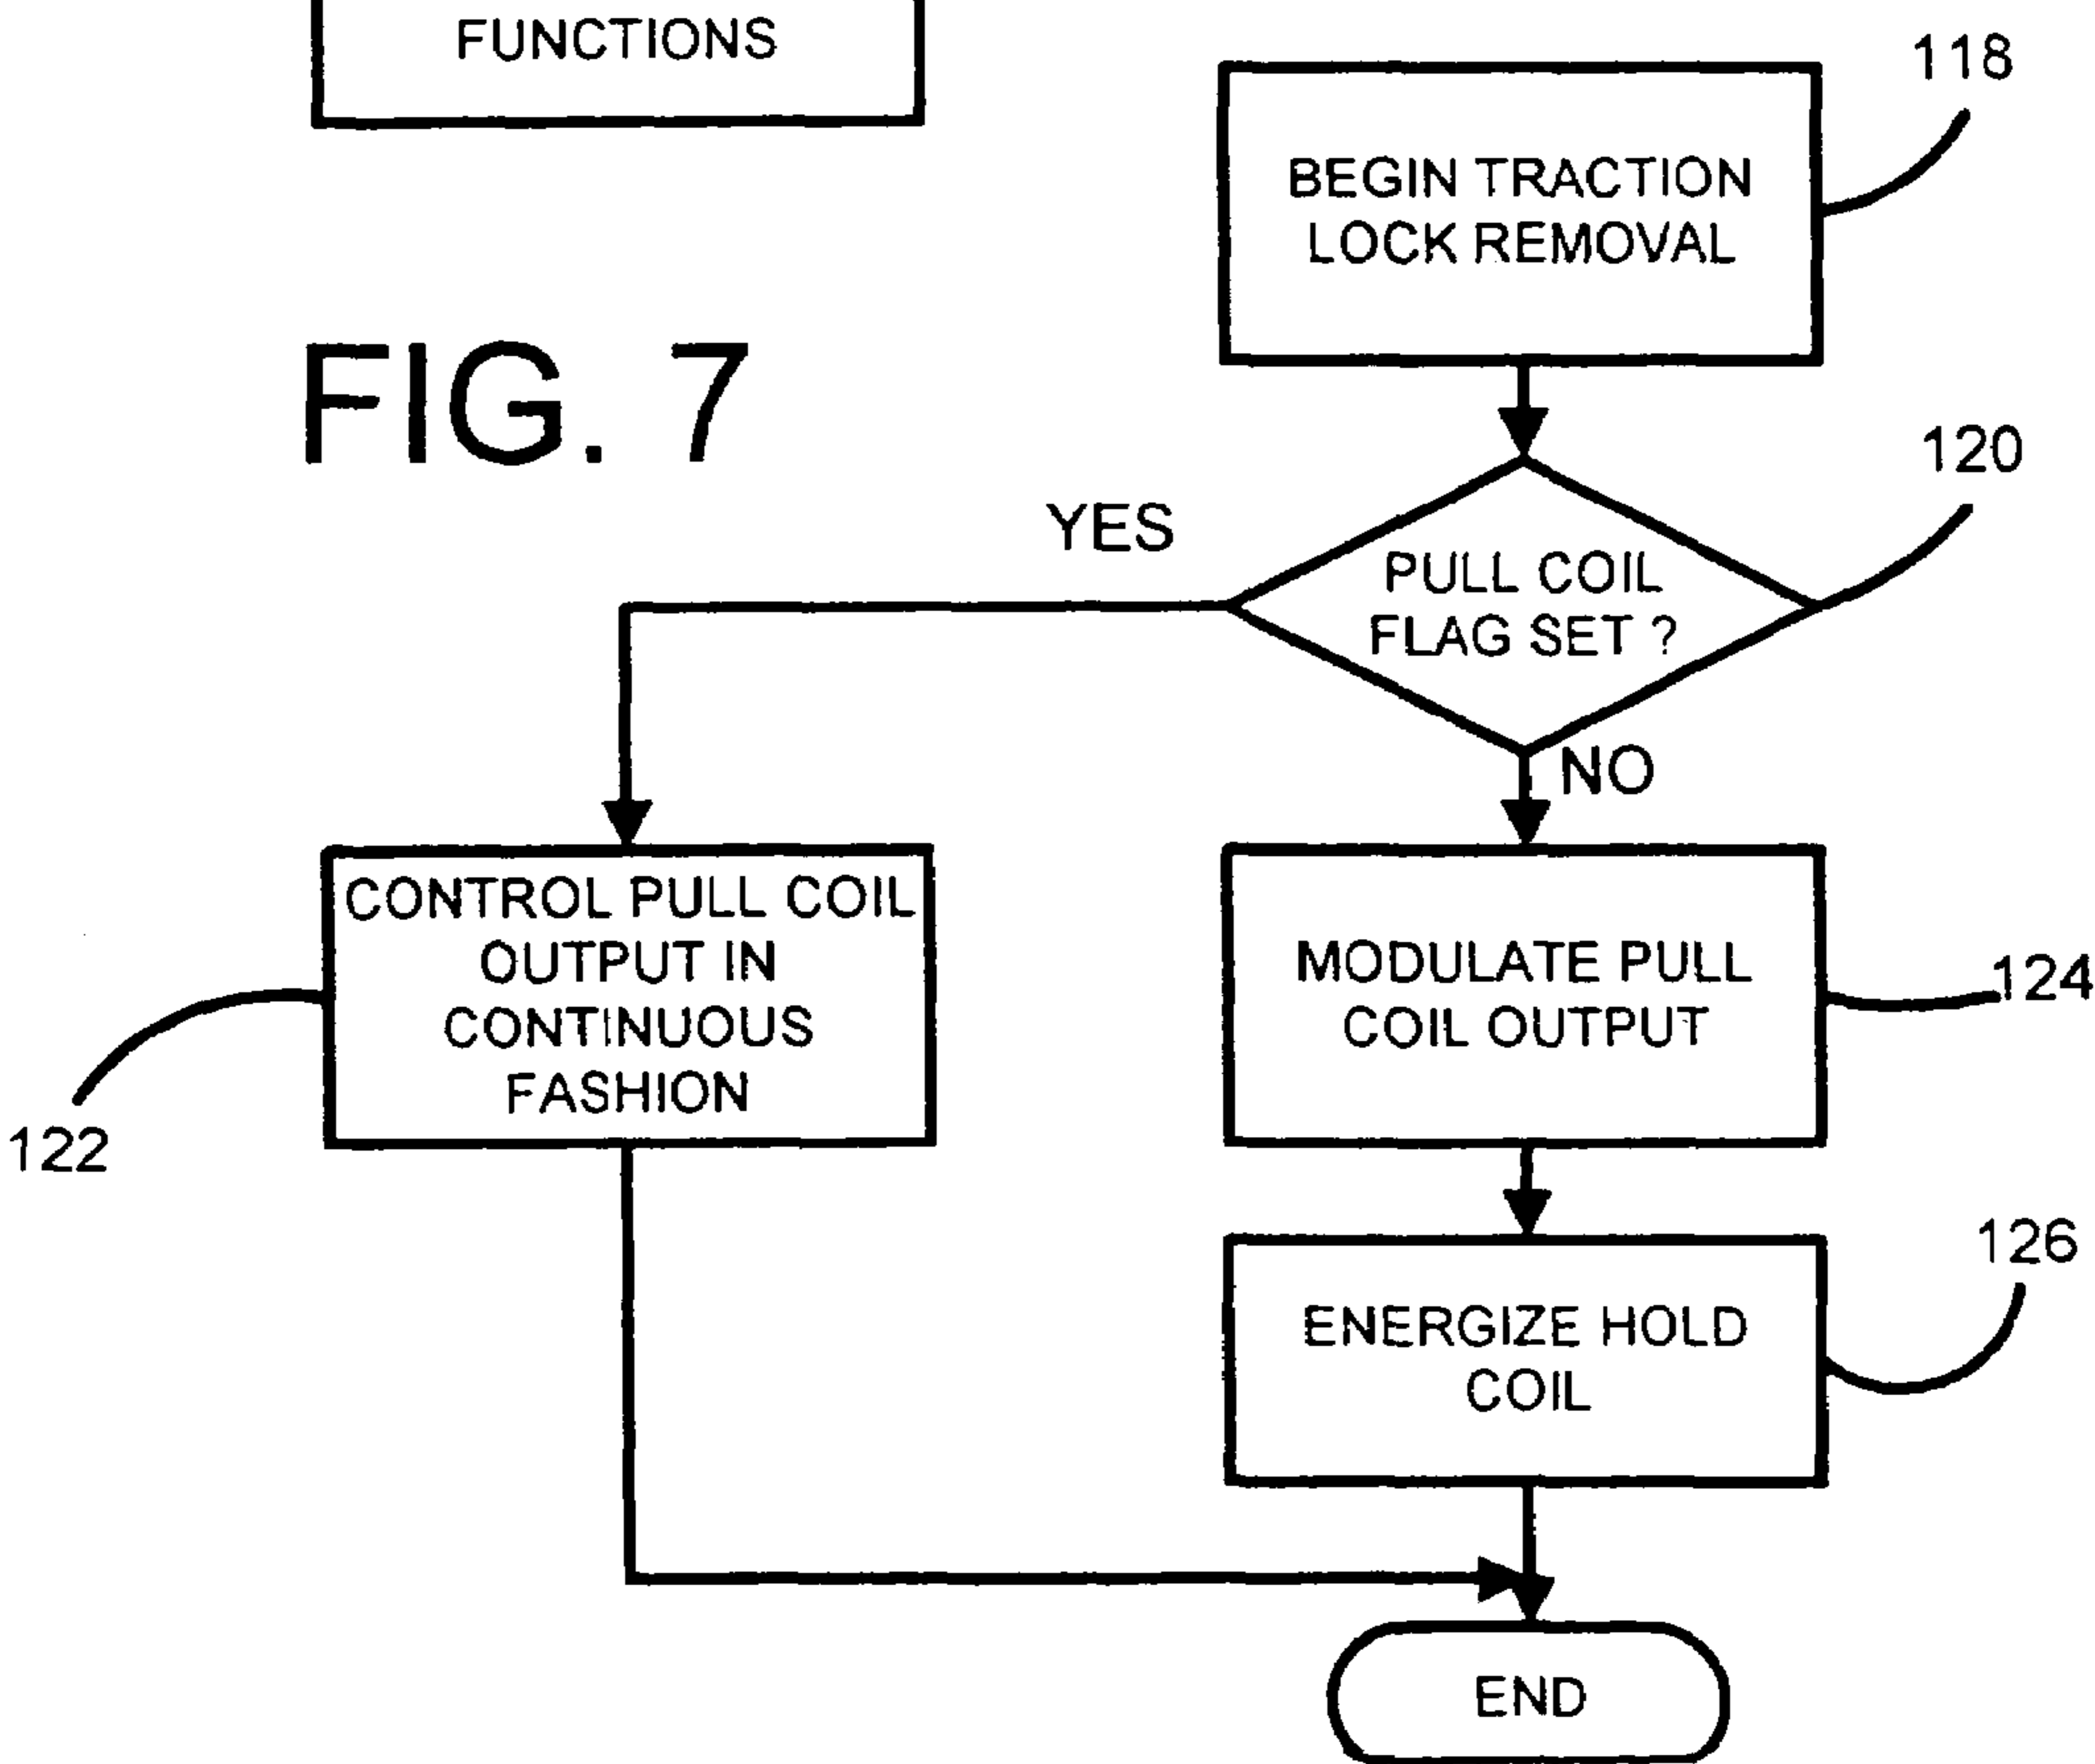 FUNCTIONS
118
BEGIN TRACTION
LOCK REMOVAL
FIG. 7
120
YES
PULL COIL
FLAG SET ?
NO
CONTROL PULL COIL
OUTPUT IN
CONTINUOUS
FASHION
122
MODULATE PULL
COIL OUTPUT
124
126
ENERGIZE HOLD
COIL
END